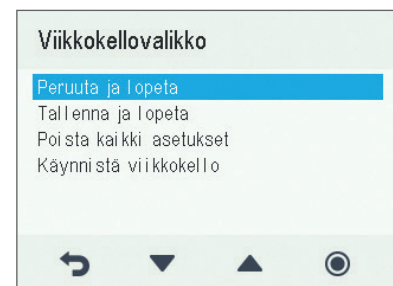 Viikkokellovalikko
Peruuta ja lopeta
Tallenna ja lopeta
Poista kaikki asetukset
Käynnistä viikkokello